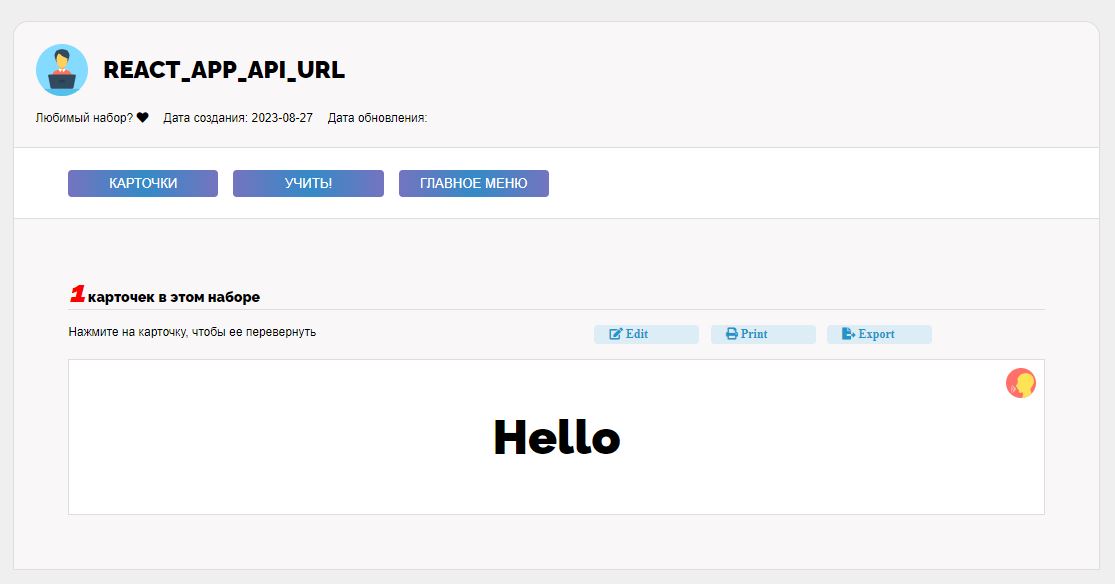 REACT_APP_API_URL
Любимый набор? Дата создания: 2023-08-27 Дата обновления:
КАРТОЧКИ УЧИТЬ! ГЛАВНОЕ МЕНЮ
1 карточек в этом наборе
Нажмите на карточку, чтобы ее перевернуть Edit Print Export
Hello